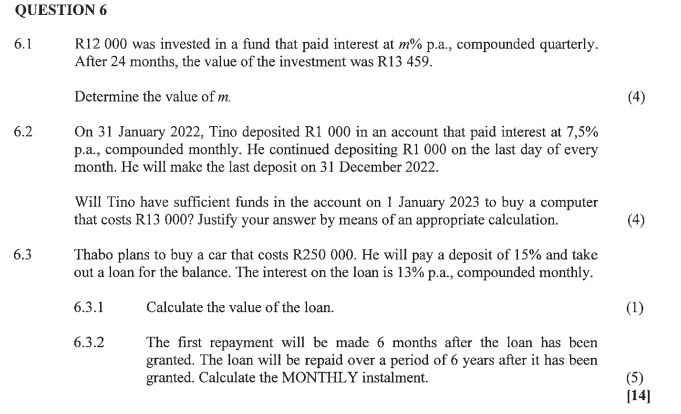 QUESTION 6
6.1 R12 000 was invested in a fund that paid interest at m% p.a., compounded quarterly.
After 24 months, the value of the investment was R13 459.
Determine the value of m. (4)
6.2 On 31 January 2022, Tino deposited R1 000 in an account that paid interest at 7,5%
p.a., compounded monthly. He continued depositing R1 000 on the last day of every
month. He will make the last deposit on 31 December 2022.
Will Tino have sufficient funds in the account on 1 January 2023 to buy a computer
that costs R13 000? Justify your answer by means of an appropriate calculation. (4)
6.3 Thabo plans to buy a car that costs R250 000. He will pay a deposit of 15% and take
out a loan for the balance. The interest on the loan is 13% p.a., compounded monthly.
6.3.1 Calculate the value of the loan. (1)
6.3.2 The first repayment will be made 6 months after the loan has been
granted. The loan will be repaid over a period of 6 years after it has been
granted. Calculate the MONTHLY instalment. (5)
[14]